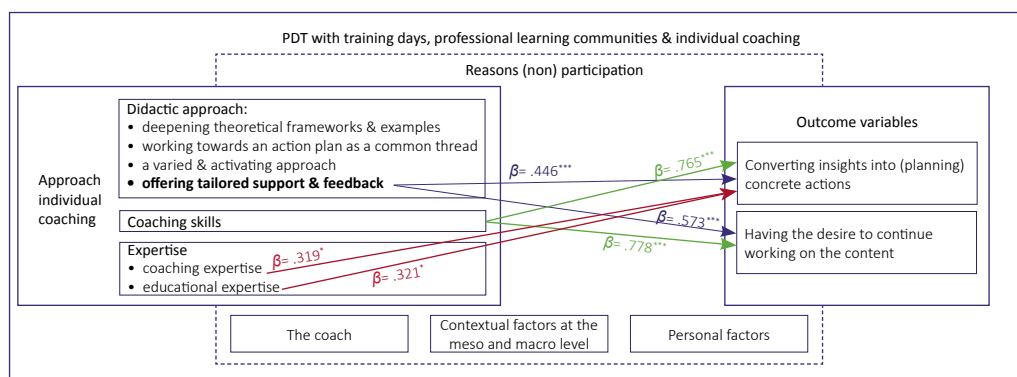 PDT with training days, professional learning communities & individual coaching
Reasons (non) participation
Approach
individual
coaching
Didactic approach:
• deepening theoretical frameworks & examples
• working towards an action plan as a common thread
• a varied & activating approach
• offering tailored support & feedback
Coaching skills
Expertise
• coaching expertise
• educational expertise
β= .446***
β= .765***
β= .573***
β= .778***
β= .319*
β= .321*
Outcome variables
Converting insights into (planning)
concrete actions
Having the desire to continue
working on the content
The coach
Contextual factors at the
meso and macro level
Personal factors